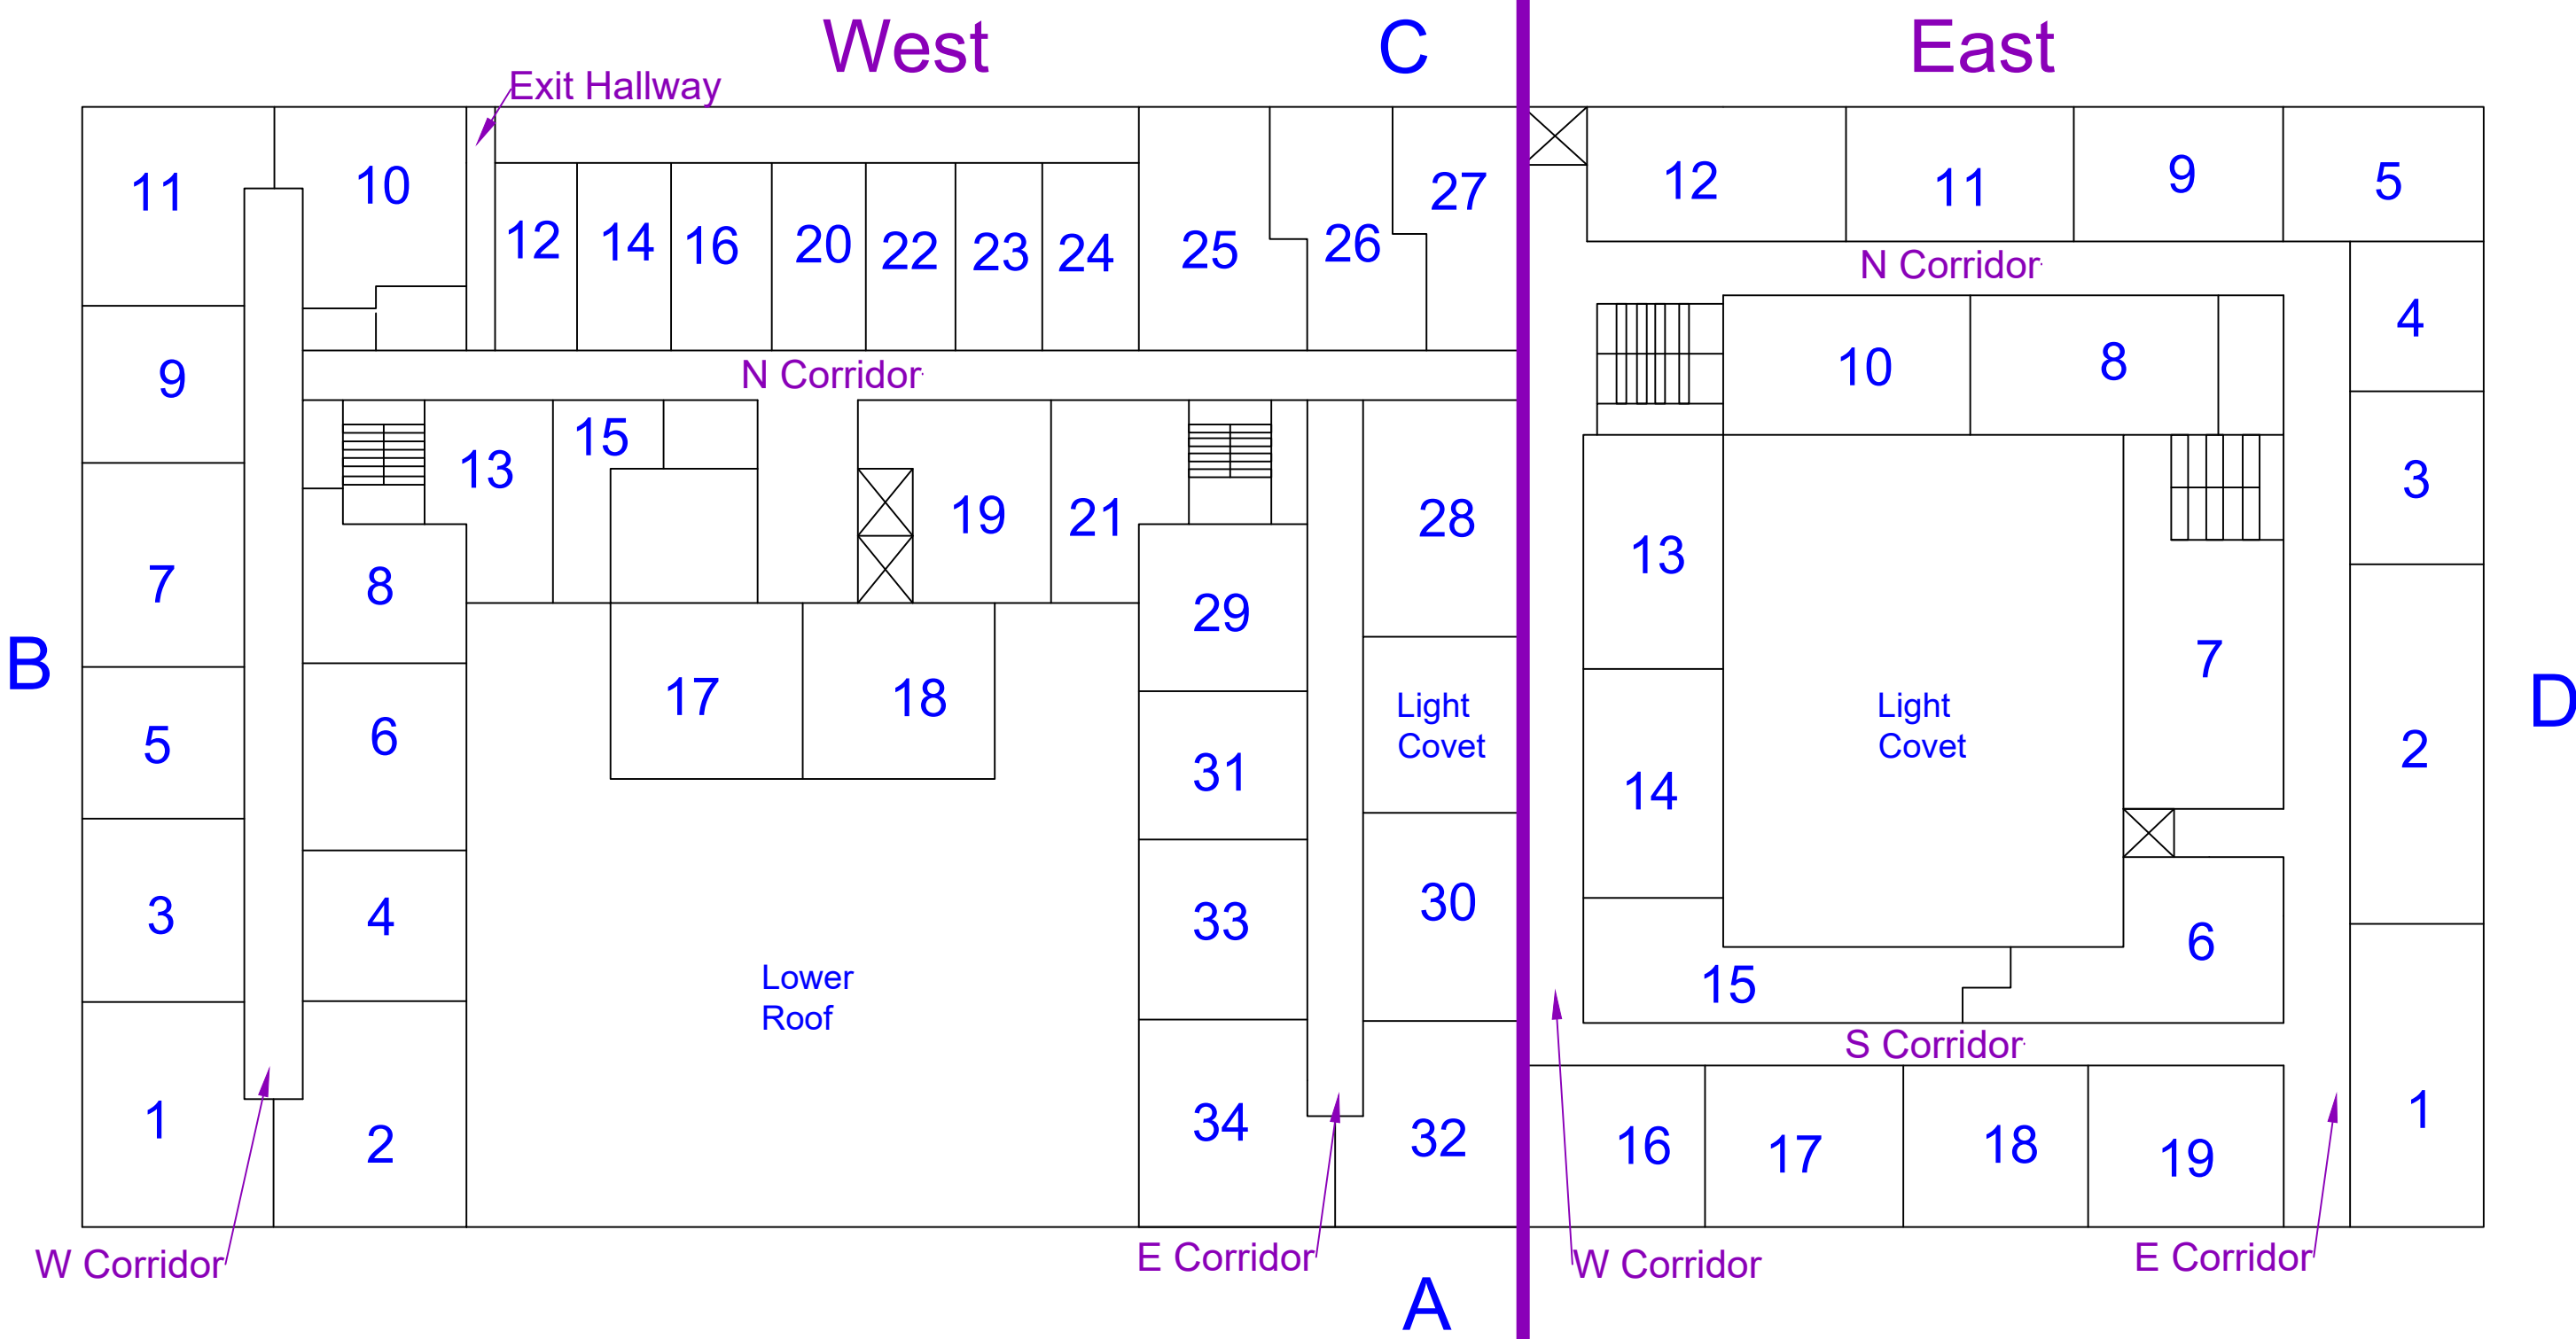 West
C
East
Exit Hallway
11
10
12
14
16
20
22
23
24
25
26
27
12
11
9
5
N Corridor
4
9
N Corridor
10
8
13
15
19
21
28
3
7
8
29
13
7
B
17
18
Light
Covet
Light
Covet
D
5
6
31
14
2
3
4
33
30
6
Lower
Roof
15
S Corridor
1
2
34
32
16
17
18
19
1
W Corridor
E Corridor
W Corridor
E Corridor
A